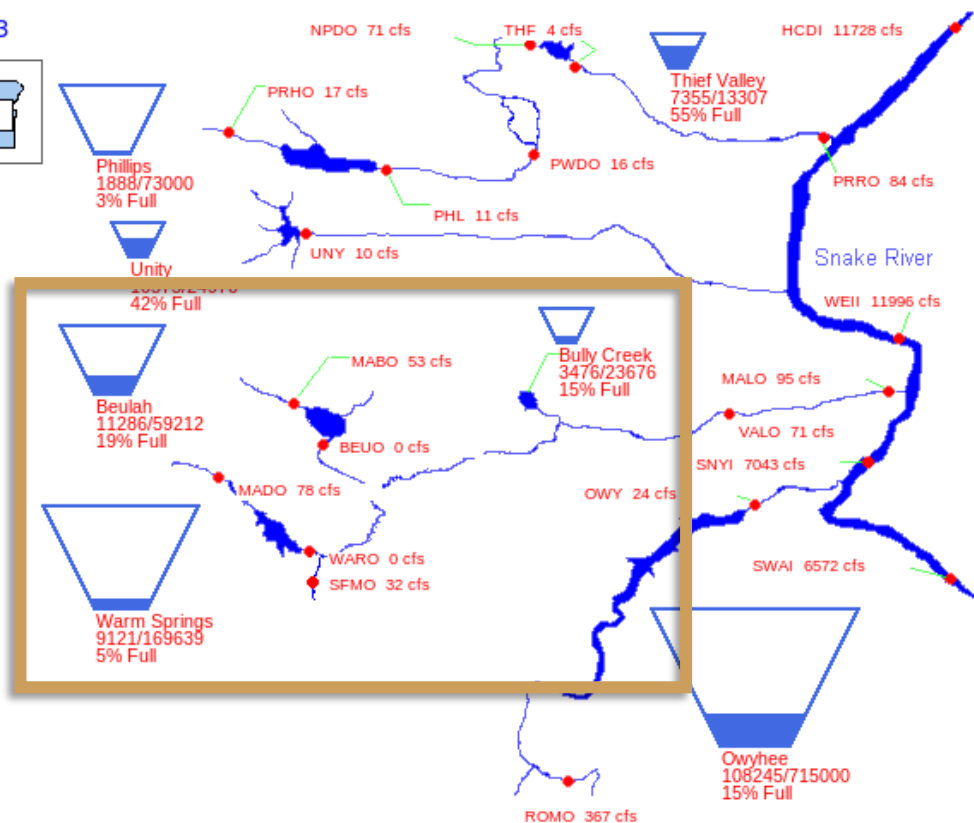 NPDO 71 cfs
THF 4 cfs
HCDI 11728 cfs
PRHO 17 cfs
Thief Valley
7355/13307
55% Full
Phillips
1888/73000
3% Full
PWDO 16 cfs
PRRO 84 cfs
PHL 11 cfs
UNY 10 cfs
Snake River
Unity
42% Full
WEII 11996 cfs
MABO 53 cfs
Bully Creek
3476/23676
15% Full
MALO 95 cfs
Beulah
11286/59212
19% Full
VALO 71 cfs
BEUO 0 cfs
SNYI 7043 cfs
MADO 78 cfs
OWY 24 cfs
WARO 0 cfs
SWAI 6572 cfs
SFMO 32 cfs
Warm Springs
9121/169639
5% Full
Owyhee
108245/715000
15% Full
ROMO 367 cfs